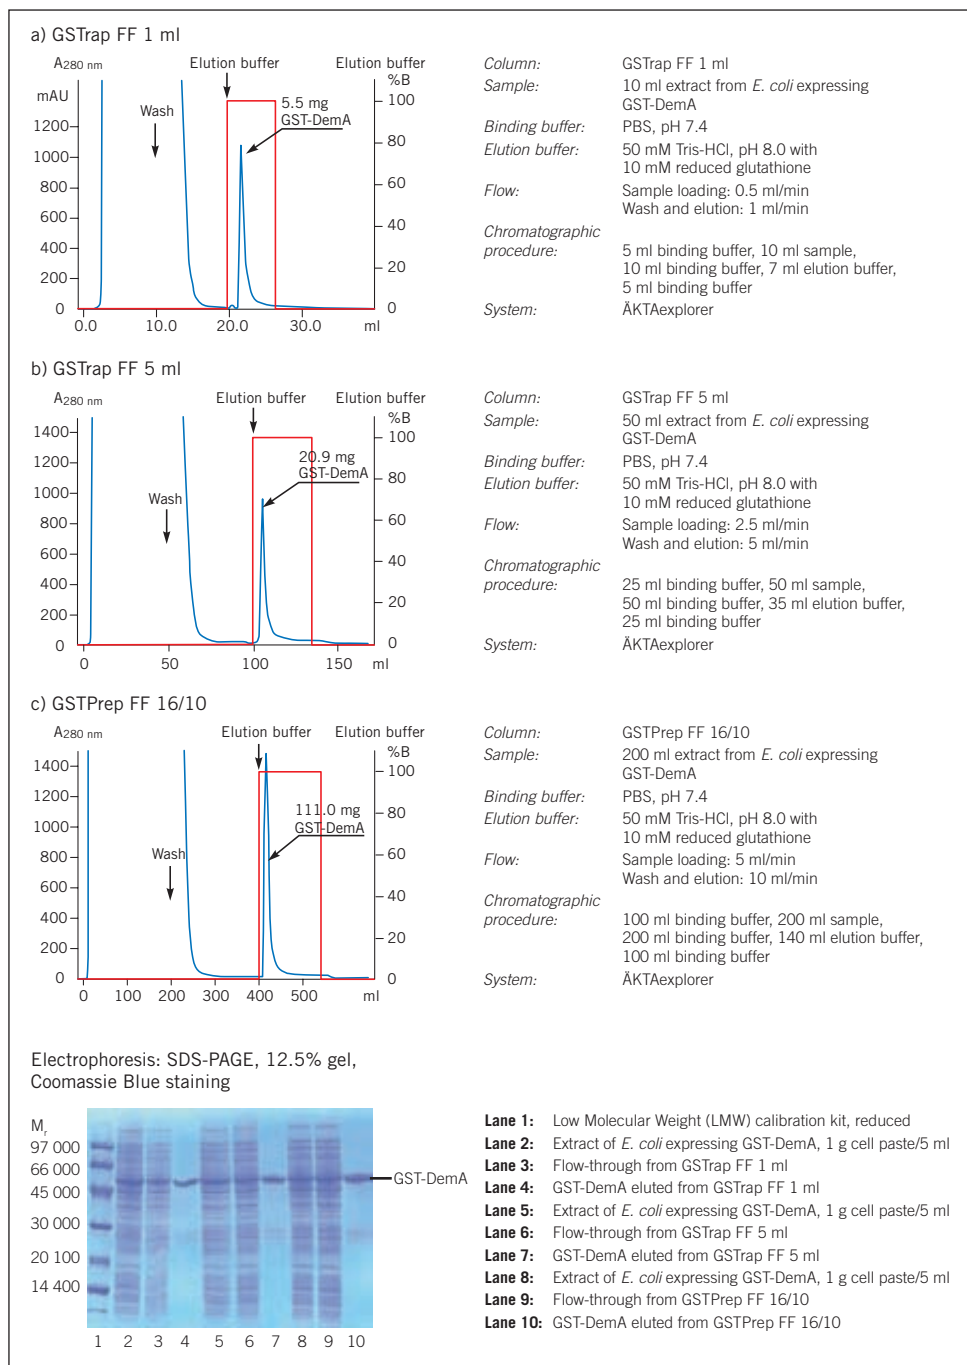 a) GSTrap FF 1 ml
A280 nm
mAU
Elution buffer
Elution buffer
%B
Wash
5.5 mg
GST-DemA
1200
1000
800
600
400
200
0
100
80
60
40
20
0
0.0 10.0 20.0 30.0 ml
Column: GSTrap FF 1 ml
Sample: 10 ml extract from E. coli expressing
GST-DemA
Binding buffer: PBS, pH 7.4
Elution buffer: 50 mM Tris-HCl, pH 8.0 with
10 mM reduced glutathione
Flow: Sample loading: 0.5 ml/min
Wash and elution: 1 ml/min
Chromatographic
procedure: 5 ml binding buffer, 10 ml sample,
10 ml binding buffer, 7 ml elution buffer,
5 ml binding buffer
System: ÄKTAexplorer
b) GSTrap FF 5 ml
A280 nm
Elution buffer
Elution buffer
%B
Wash
20.9 mg
GST-DemA
1400
1200
1000
800
600
400
200
0
100
80
60
40
20
0
0 50 100 150 ml
Column: GSTrap FF 5 ml
Sample: 50 ml extract from E. coli expressing
GST-DemA
Binding buffer: PBS, pH 7.4
Elution buffer: 50 mM Tris-HCl, pH 8.0 with
10 mM reduced glutathione
Flow: Sample loading: 2.5 ml/min
Wash and elution: 5 ml/min
Chromatographic
procedure: 25 ml binding buffer, 50 ml sample,
50 ml binding buffer, 35 ml elution buffer,
25 ml binding buffer
System: ÄKTAexplorer
c) GSTPrep FF 16/10
A280 nm
Elution buffer
Elution buffer
%B
Wash
111.0 mg
GST-DemA
1400
1200
1000
800
600
400
200
0
100
80
60
40
20
0
0 100 200 300 400 500 ml
Column: GSTPrep FF 16/10
Sample: 200 ml extract from E. coli expressing
GST-DemA
Binding buffer: PBS, pH 7.4
Elution buffer: 50 mM Tris-HCl, pH 8.0 with
10 mM reduced glutathione
Flow: Sample loading: 5 ml/min
Wash and elution: 10 ml/min
Chromatographic
procedure: 100 ml binding buffer, 200 ml sample,
200 ml binding buffer, 140 ml elution buffer,
100 ml binding buffer
System: ÄKTAexplorer
Electrophoresis: SDS-PAGE, 12.5% gel,
Coomassie Blue staining
Mr
97 000
66 000
45 000
30 000
20 100
14 400
GST-DemA
1 2 3 4 5 6 7 8 9 10
Lane 1: Low Molecular Weight (LMW) calibration kit, reduced
Lane 2: Extract of E. coli expressing GST-DemA, 1 g cell paste/5 ml
Lane 3: Flow-through from GSTrap FF 1 ml
Lane 4: GST-DemA eluted from GSTrap FF 1 ml
Lane 5: Extract of E. coli expressing GST-DemA, 1 g cell paste/5 ml
Lane 6: Flow-through from GSTrap FF 5 ml
Lane 7: GST-DemA eluted from GSTrap FF 5 ml
Lane 8: Extract of E. coli expressing GST-DemA, 1 g cell paste/5 ml
Lane 9: Flow-through from GSTPrep FF 16/10
Lane 10: GST-DemA eluted from GSTPrep FF 16/10